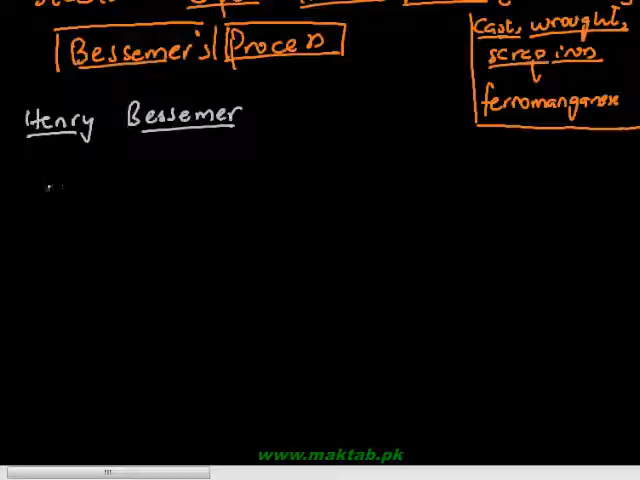 Cast, wrought,
scrap iron
Bessemer's Process
ferromanganese
Henry Bessemer
www.maktab.pk